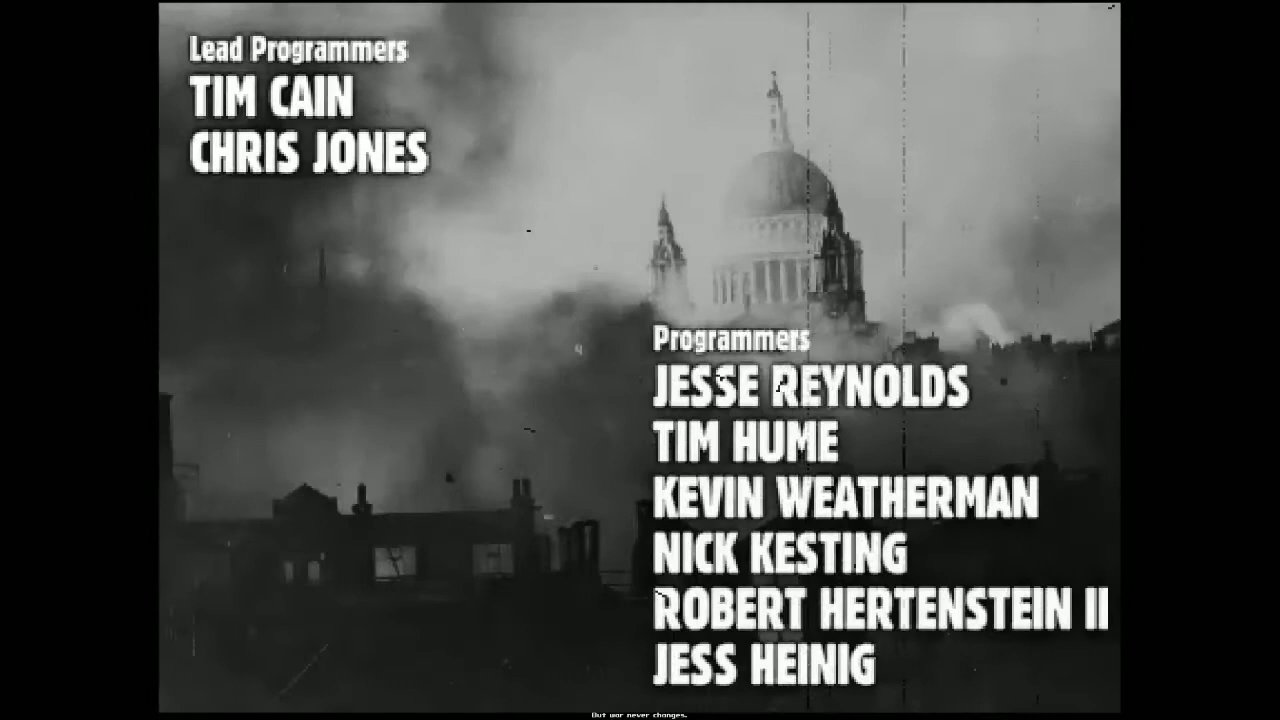 Lead Programmers
TIM CAIN
CHRIS JONES
Programmers
JESSE REYNOLDS
TIM HUME
KEVIN WEATHERMAN
NICK KESTING
ROBERT HERTENSTEIN II
JESS HEINIG
But war never changes.